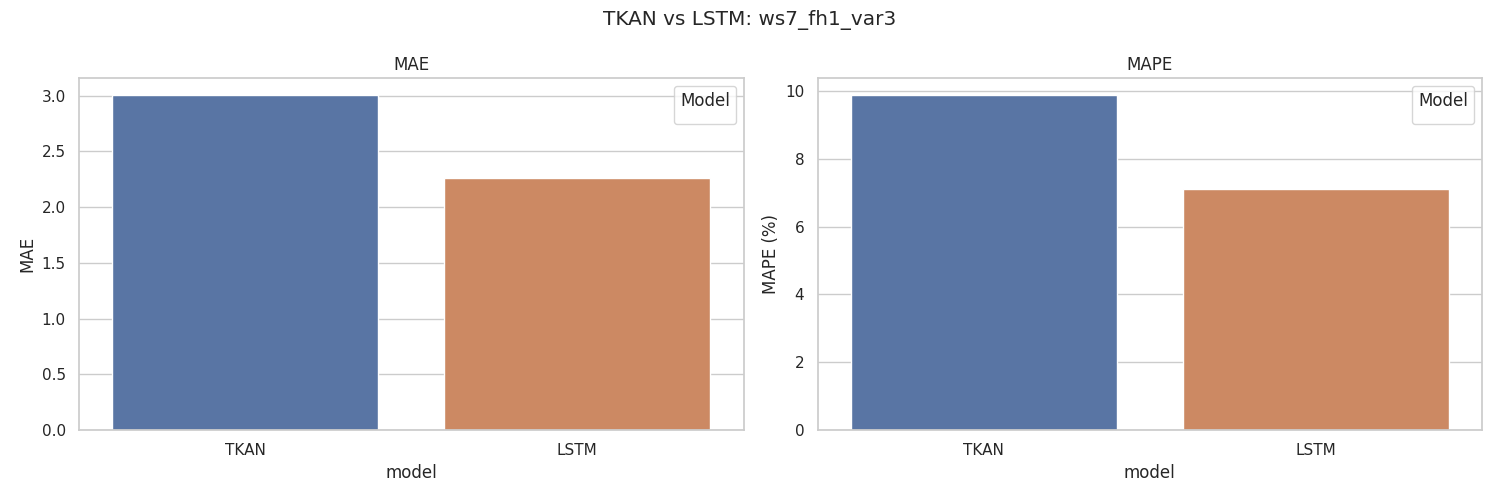 TKAN vs LSTM: ws7_fh1_var3
MAE
Model
3.0
2.5
2.0
1.5
1.0
0.5
0.0
MAE
TKAN
LSTM
model
MAPE
Model
10
8
6
4
2
0
MAPE (%)
TKAN
LSTM
model